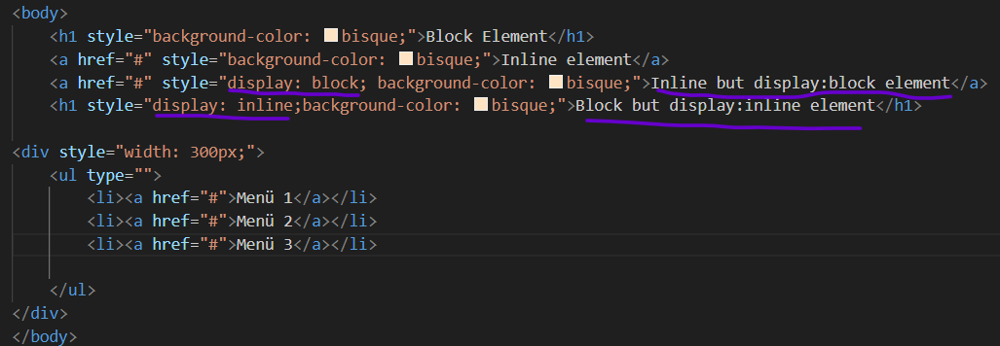 <body>
<h1 style="background-color: bisque;">Block Element</h1>
<a href="#" style="background-color: bisque;">Inline element</a>
<a href="#" style="display: block; background-color: bisque;">Inline but display:block element</a>
<h1 style="display: inline;background-color: bisque;">Block but display:inline element</h1>
<div style="width: 300px;">
<ul type="">
<li><a href="#">Menü 1</a></li>
<li><a href="#">Menü 2</a></li>
<li><a href="#">Menü 3</a></li>
</ul>
</div>
</body>